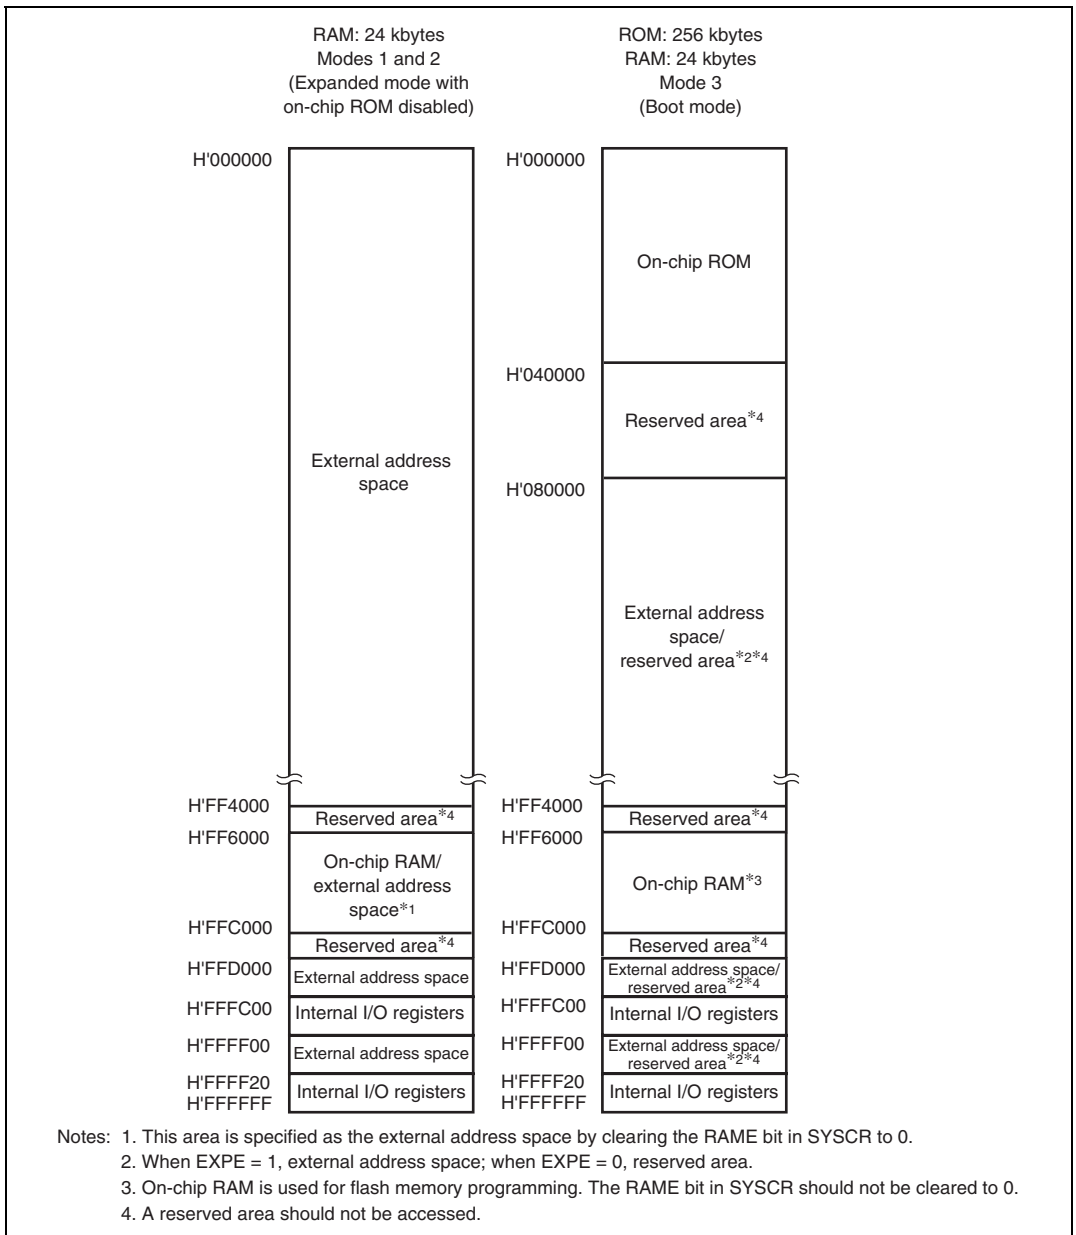 RAM: 24 kbytes
Modes 1 and 2
(Expanded mode with
on-chip ROM disabled)
H'000000
External address
space
H'FF4000
Reserved area*4
H'FF6000
On-chip RAM/
external address
space*1
H'FFC000
Reserved area*4
H'FFD000
External address space
H'FFFC00
Internal I/O registers
H'FFFF00
External address space
H'FFFF20
Internal I/O registers
H'FFFFFF
ROM: 256 kbytes
RAM: 24 kbytes
Mode 3
(Boot mode)
H'000000
On-chip ROM
H'040000
Reserved area*4
H'080000
External address
space/
reserved area*2*4
H'FF4000
Reserved area*4
H'FF6000
On-chip RAM*3
H'FFC000
Reserved area*4
H'FFD000
External address space/
reserved area*2*4
H'FFFC00
Internal I/O registers
H'FFFF00
External address space/
reserved area*2*4
H'FFFF20
Internal I/O registers
H'FFFFFF
Notes: 1. This area is specified as the external address space by clearing the RAME bit in SYSCR to 0.
2. When EXPE = 1, external address space; when EXPE = 0, reserved area.
3. On-chip RAM is used for flash memory programming. The RAME bit in SYSCR should not be cleared to 0.
4. A reserved area should not be accessed.